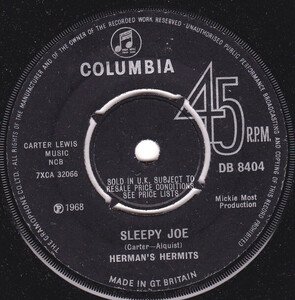 ALL RIGHTS OF THE MANUFACTURER AND OF THE OWNER OF THE RECORDED WORK RESERVED
UNAUTHORISED PUBLIC PERFORMANCE BROADCASTING AND COPYING OF THIS RECORD PROHIBITED
THE GRAMOPHONE CO. LTD.
COLUMBIA
45
R.P.M.
CARTER LEWIS
MUSIC
NCB
7XCA 32066
DB 8404
SOLD IN U.K. SUBJECT TO
RESALE PRICE CONDITIONS
SEE PRICE LISTS
Ⓟ 1968
Mickie Most
Production
SLEEPY JOE
(Carter—Alquist)
HERMAN'S HERMITS
MADE IN GT. BRITAIN